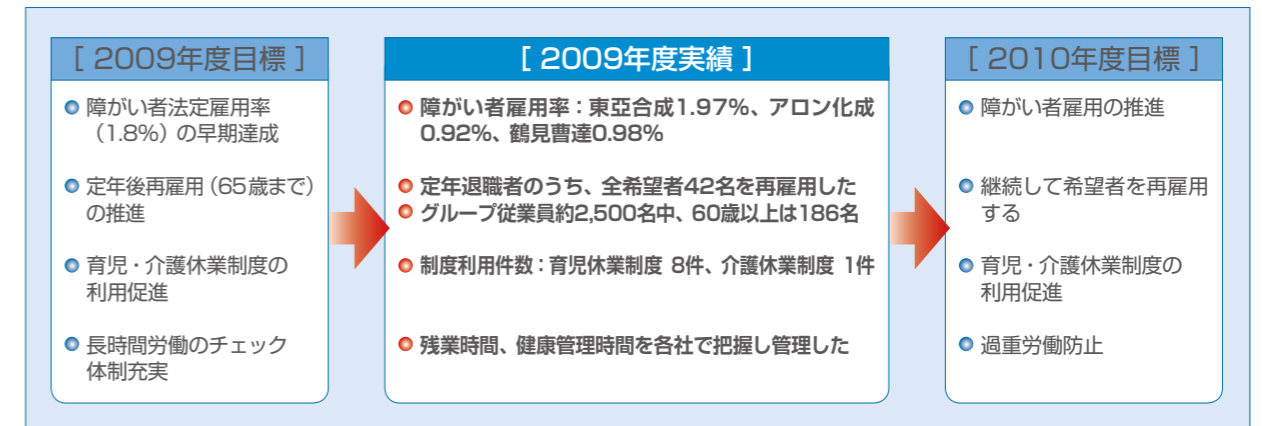 [ 2009年度目標 ]
障がい者法定雇用率
（1.8%）の早期達成
定年後再雇用（65歳まで）
の推進
育児・介護休業制度の
利用促進
長時間労働のチェック
体制充実
[ 2009年度実績 ]
障がい者雇用率：東亞合成1.97%、アロン化成
0.92%、鶴見曹達0.98%
定年退職者のうち、全希望者42名を再雇用した
グループ従業員約2,500名中、60歳以上は186名
制度利用件数：育児休業制度 8件、介護休業制度 1件
残業時間、健康管理時間を各社で把握し管理した
[ 2010年度目標 ]
障がい者雇用の推進
継続して希望者を再雇用
する
育児・介護休業制度の
利用促進
過重労働防止